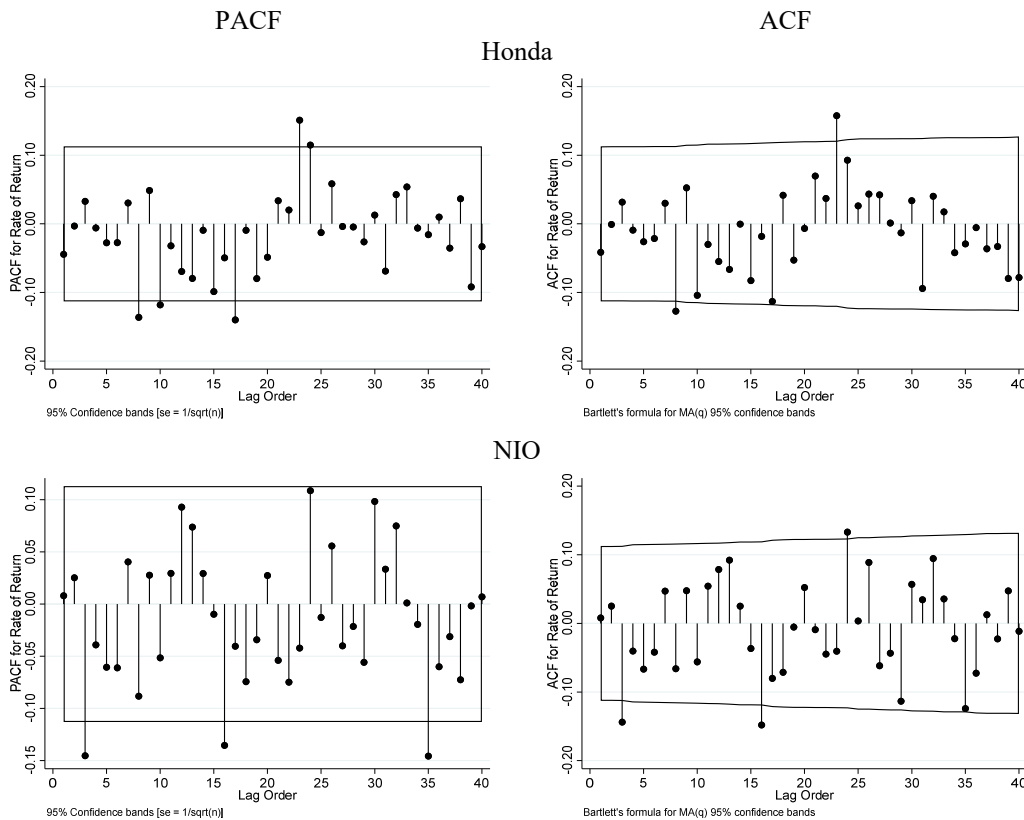 PACF ACF
Honda
PACF for Rate of Return
0.20
0.10
0.00
-0.10
-0.20
0 5 10 15 20 25 30 35 40
Lag Order
95% Confidence bands [se = 1/sqrt(n)]
ACF for Rate of Return
0.20
0.10
0.00
-0.10
-0.20
0 5 10 15 20 25 30 35 40
Lag Order
Bartlett's formula for MA(q) 95% confidence bands
NIO
PACF for Rate of Return
0.10
0.05
0.00
-0.05
-0.10
-0.15
0 5 10 15 20 25 30 35 40
Lag Order
95% Confidence bands [se = 1/sqrt(n)]
ACF for Rate of Return
0.20
0.10
0.00
-0.10
-0.20
0 5 10 15 20 25 30 35 40
Lag Order
Bartlett's formula for MA(q) 95% confidence bands